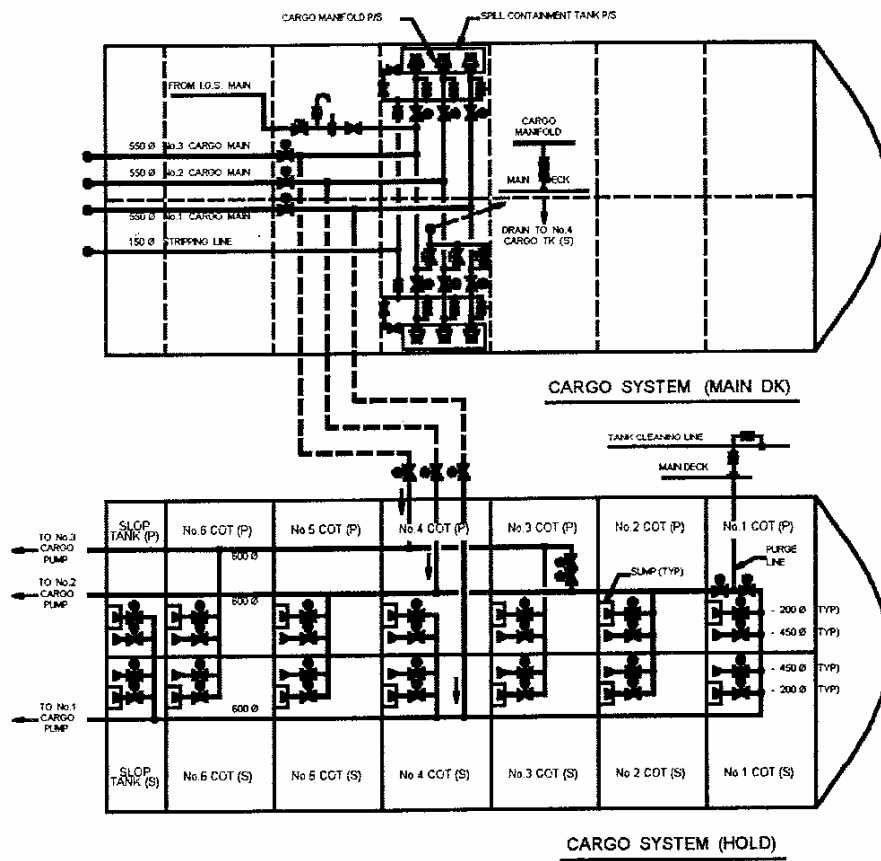 CARGO MANIFOLD P/S
SPILL CONTAINMENT TANK P/S
FROM I.G.S. MAIN
CARGO
MANIFOLD
550 Ø No.3 CARGO MAIN
550 Ø No.2 CARGO MAIN
MAIN DECK
550 Ø No.1 CARGO MAIN
DRAIN TO No.4
CARGO TK (S)
150 Ø STRIPPING LINE
CARGO SYSTEM (MAIN DK)
TANK CLEANING LINE
MAIN DECK
SLOP
TANK (P)
No.6 COT (P)
No.5 COT (P)
No.4 COT (P)
No.3 COT (P)
No.2 COT (P)
No.1 COT (P)
TO No.3
CARGO
PUMP
600 Ø
PURGE
LINE
TO No.2
CARGO
PUMP
600 Ø
SUMP (TYP)
- 200 Ø (TYP)
- 450 Ø (TYP)
- 450 Ø (TYP)
- 200 Ø (TYP)
TO No.1
CARGO
PUMP
600 Ø
SLOP
TANK (S)
No.6 COT (S)
No 5 COT (S)
No 4 COT (S)
No.3 COT (S)
No 2 COT (S)
No 1 COT (S)
CARGO SYSTEM (HOLD)